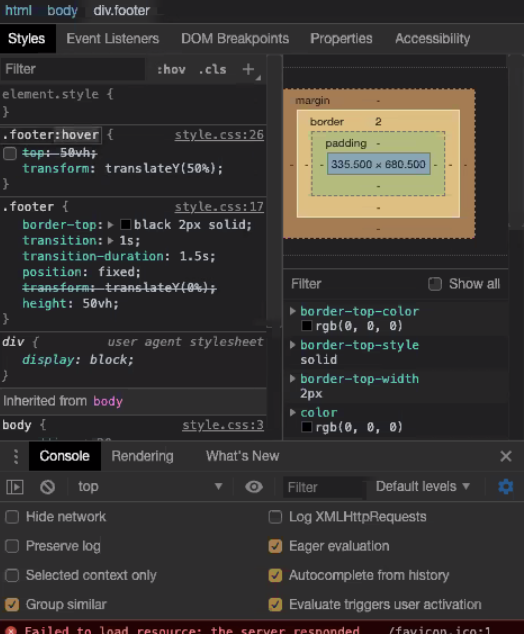 html body div.footer
Styles Event Listeners DOM Breakpoints Properties Accessibility
Filter :hov .cls +
element.style {
}
.footer:hover { style.css:26
top: 50vh;
transform: translateY(50%);
}
.footer { style.css:17
border-top: black 2px solid;
transition: 1s;
transition-duration: 1.5s;
position: fixed;
transform: translateY(0%);
height: 50vh;
}
div { user agent stylesheet
display: block;
}
Inherited from body
body { style.css:3
margin -
border 2
padding -
- - - 335.500 × 680.500 - - -
-
-
-
Filter Show all
border-top-color
rgb(0, 0, 0)
border-top-style
solid
border-top-width
2px
color
rgb(0, 0, 0)
Console Rendering What's New ×
top Filter Default levels
Hide network Log XMLHttpRequests
Preserve log Eager evaluation
Selected context only Autocomplete from history
Group similar Evaluate triggers user activation
Failed to load resource: the server responded /favicon.ico:1